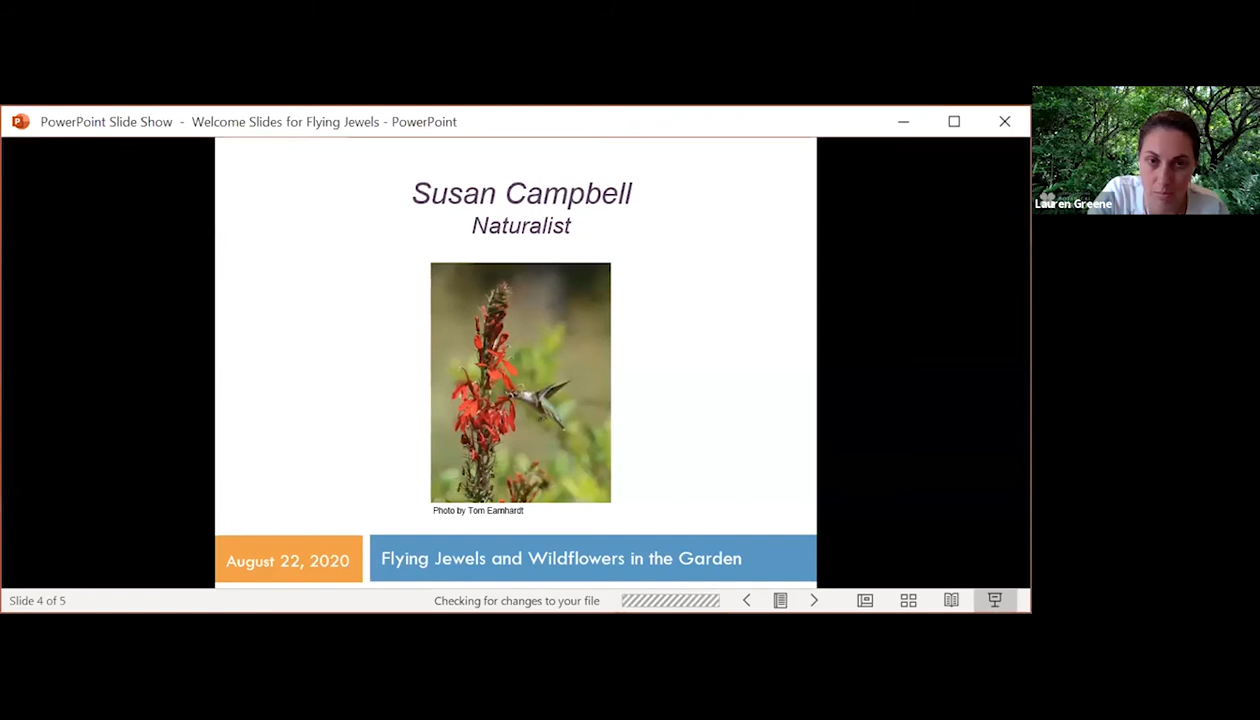 PowerPoint Slide Show - Welcome Slides for Flying Jewels - PowerPoint
Susan Campbell
Naturalist
Photo by Tom Earnhardt
August 22, 2020
Flying Jewels and Wildflowers in the Garden
Slide 4 of 5
Checking for changes to your file
Lauren Greene